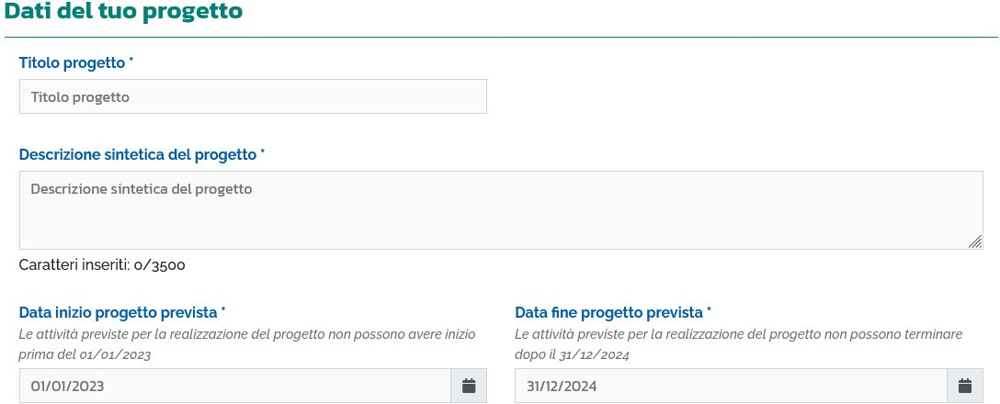 Dati del tuo progetto
Titolo progetto *
Titolo progetto
Descrizione sintetica del progetto *
Descrizione sintetica del progetto
Caratteri inseriti: 0/3500
Data inizio progetto prevista *
Le attività previste per la realizzazione del progetto non possono avere inizio
prima del 01/01/2023
01/01/2023
Data fine progetto prevista *
Le attività previste per la realizzazione del progetto non possono terminare
dopo il 31/12/2024
31/12/2024